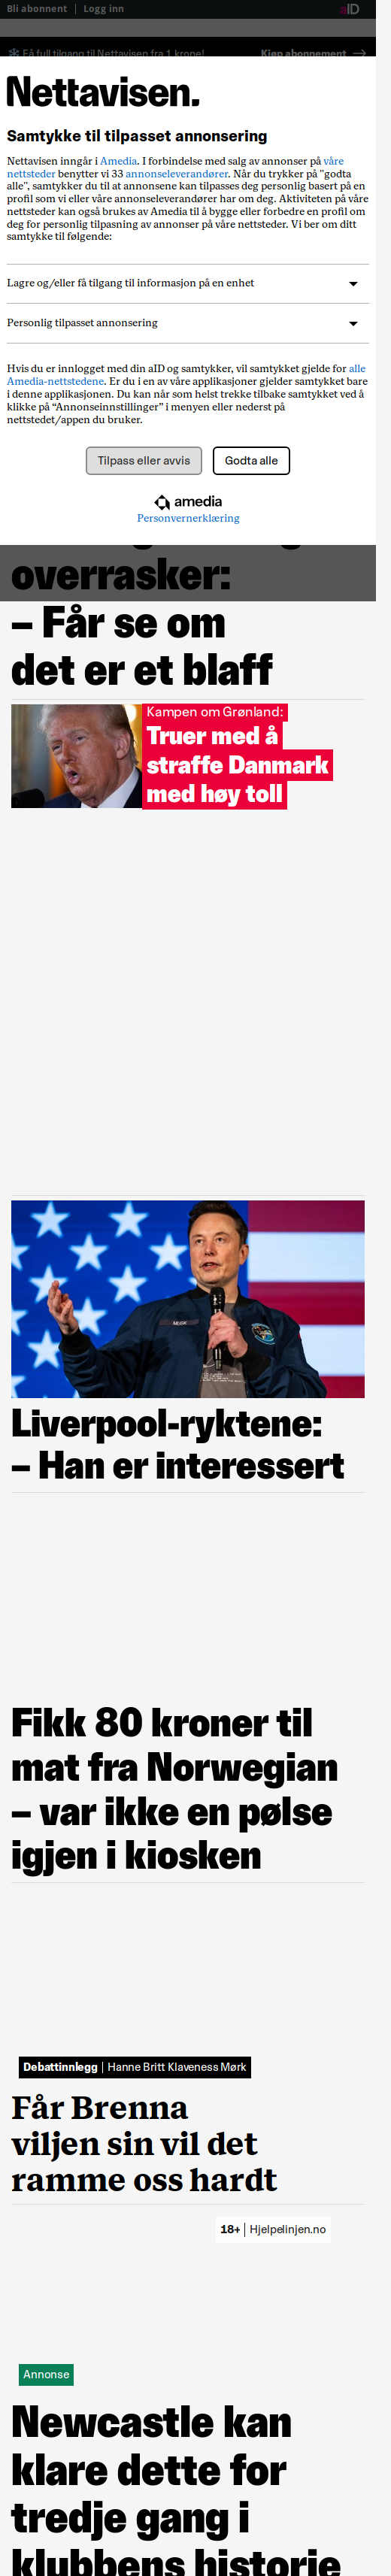 Bli abonnent | Logg inn
aID
Få full tilgang til Nettavisen fra 1 krone!
Kjøp abonnement
Nettavisen.
Samtykke til tilpasset annonsering
Nettavisen inngår i Amedia. I forbindelse med salg av annonser på våre
nettsteder benytter vi 33 annonseleverandører. Når du trykker på "godta
alle", samtykker du til at annonsene kan tilpasses deg personlig basert på en
profil som vi eller våre annonseleverandører har om deg. Aktiviteten på våre
nettsteder kan også brukes av Amedia til å bygge eller forbedre en profil om
deg for personlig tilpasning av annonser på våre nettsteder. Vi ber om ditt
samtykke til følgende:
Lagre og/eller få tilgang til informasjon på en enhet
Personlig tilpasset annonsering
Hvis du er innlogget med din aID og samtykker, vil samtykket gjelde for alle
Amedia-nettstedene. Er du i en av våre applikasjoner gjelder samtykket bare
i denne applikasjonen. Du kan når som helst trekke tilbake samtykket ved å
klikke på “Annonseinnstillinger” i menyen eller nederst på
nettstedet/appen du bruker.
Tilpass eller avvis
Godta alle
amedia
Personvernerklæring
overrasker:
– Får se om
det er et blaff
Kampen om Grønland:
Truer med å
straffe Danmark
med høy toll
Liverpool-ryktene:
– Han er interessert
Fikk 80 kroner til
mat fra Norwegian
– var ikke en pølse
igjen i kiosken
Debattinnlegg | Hanne Britt Klaveness Mørk
Får Brenna
viljen sin vil det
ramme oss hardt
18+ | Hjelpelinjen.no
Annonse
Newcastle kan
klare dette for
tredje gang i
klubbens historie